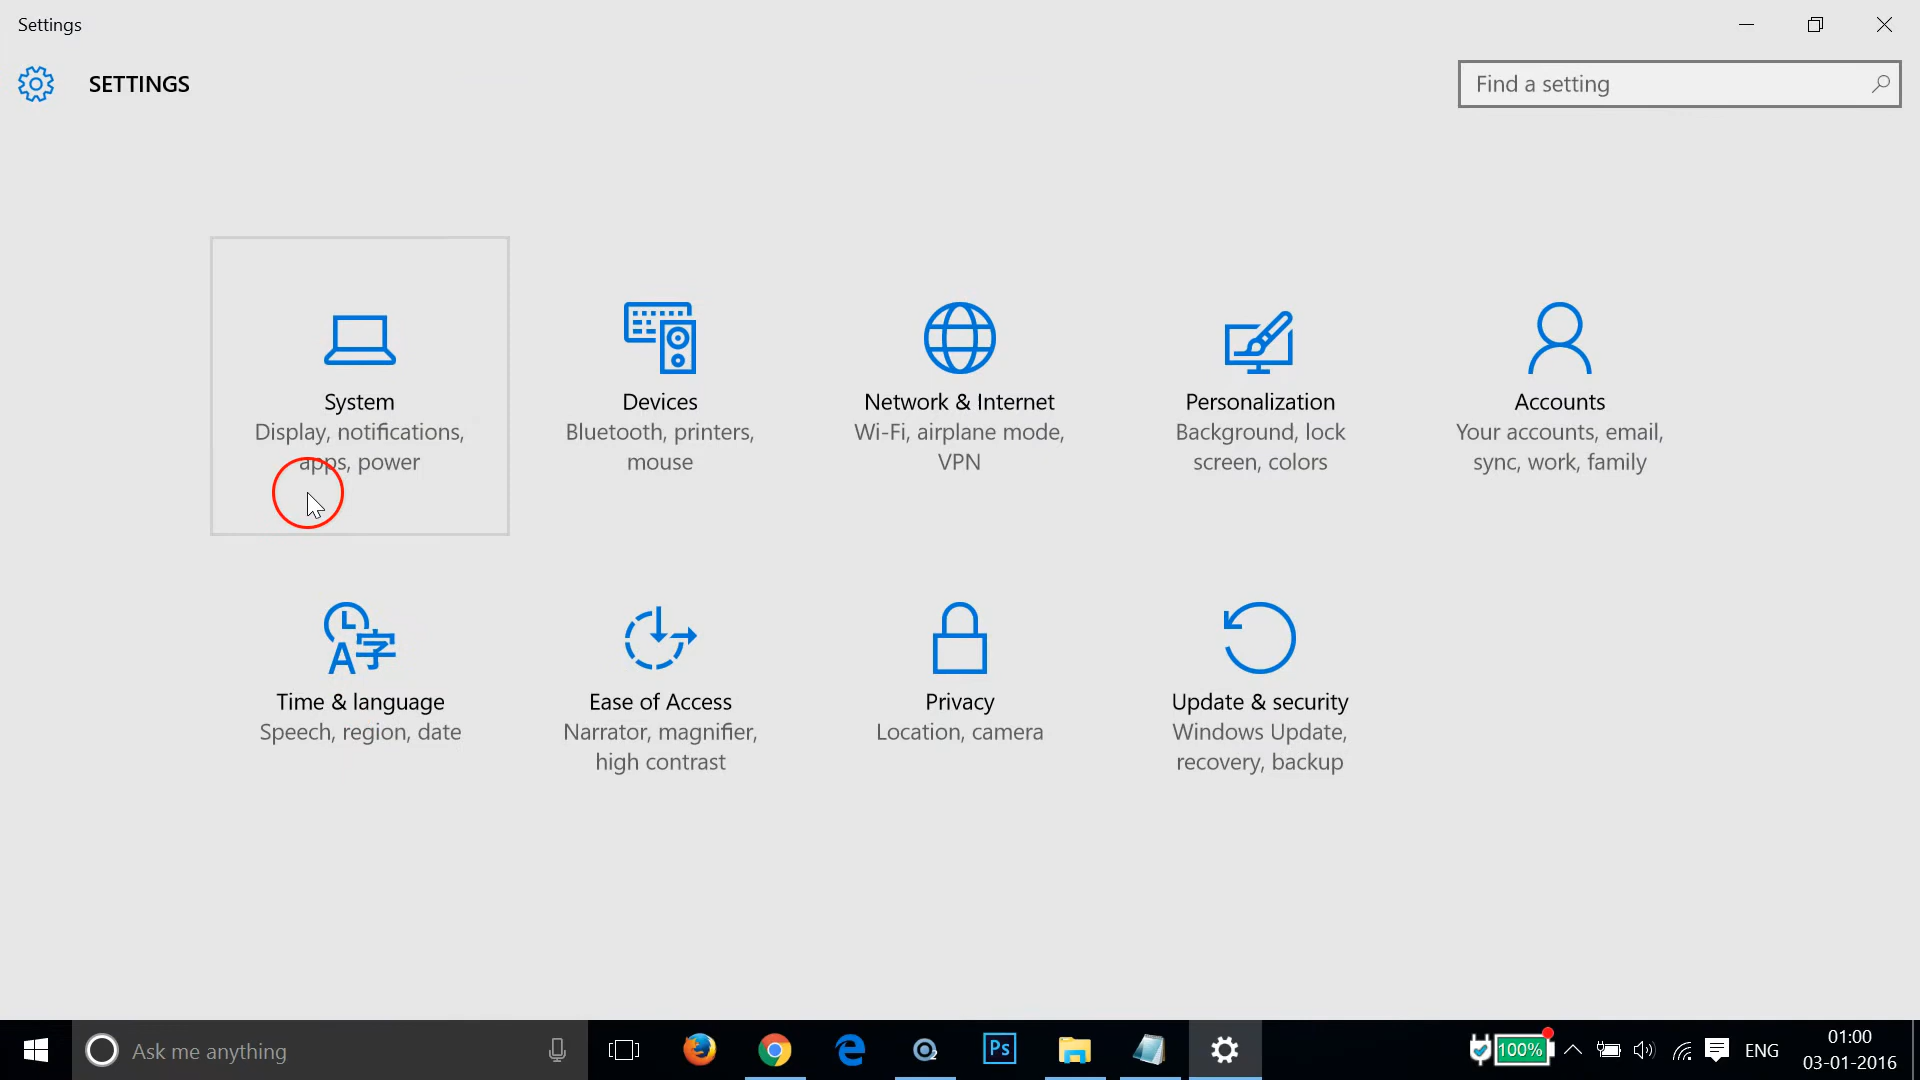 Settings
SETTINGS
Find a setting
System
Display, notifications,
apps, power
Devices
Bluetooth, printers,
mouse
Network & Internet
Wi-Fi, airplane mode,
VPN
Personalization
Background, lock
screen, colors
Accounts
Your accounts, email,
sync, work, family
A字
Time & language
Speech, region, date
Ease of Access
Narrator, magnifier,
high contrast
Privacy
Location, camera
Update & security
Windows Update,
recovery, backup
Ask me anything
2
Ps
100%
ENG
01:00
03-01-2016